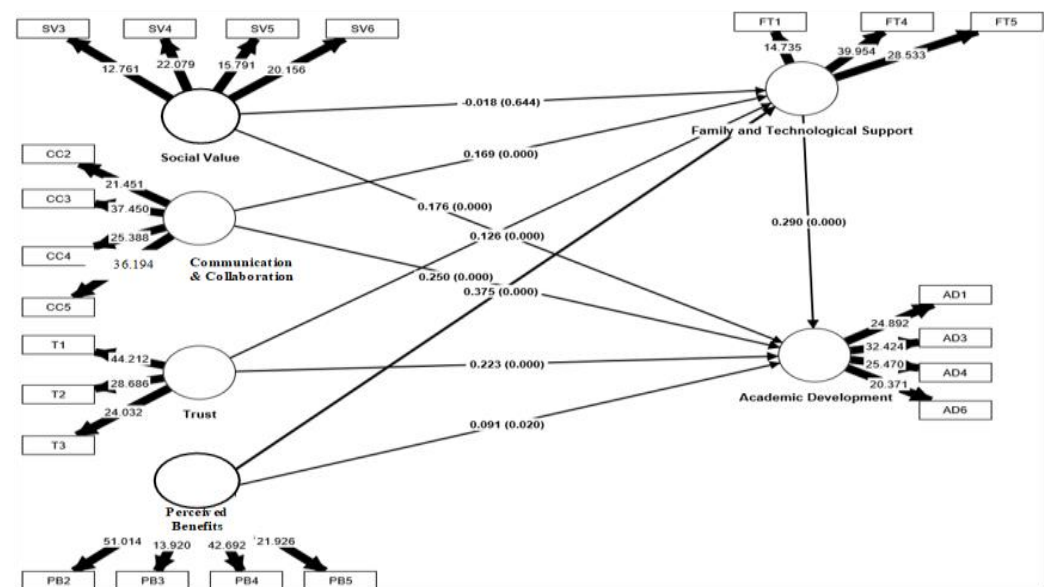 SV3 SV4 SV5 SV6
12.761 22.079 15.791 20.156
Social Value
FT1 FT4 FT5
14.735 39.954 28.533
Family and Technological Support
-0.018 (0.644)
CC2
21.451
CC3
37.450
25.388
CC4
36.194
CC5
Communication
& Collaboration
0.169 (0.000)
0.176 (0.000)
0.126 (0.000)
0.290 (0.000)
0.250 (0.000)
0.375 (0.000)
T1
44.212
28.686
T2
24.032
T3
Trust
0.223 (0.000)
0.091 (0.020)
AD1
24.892
AD3
32.424
25.470
AD4
20.371
AD6
Academic Development
Perceived
Benefits
51.014 13.920 42.692 '21.926
PB2 PB3 PB4 PB5